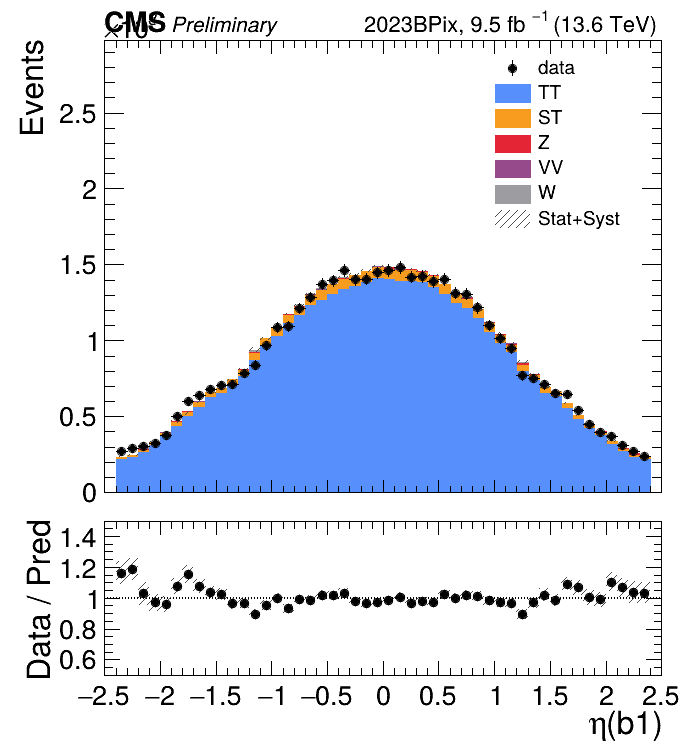 CMS Preliminary 2023BPix, 9.5 fb⁻¹ (13.6 TeV)
Events
data
TT
ST
Z
VV
W
Stat+Syst
2.5
2
1.5
1
0.5
0
Data / Pred
1.4
1.2
1
0.8
0.6
−2.5 −2 −1.5 −1 −0.5 0 0.5 1 1.5 2 2.5
η(b1)